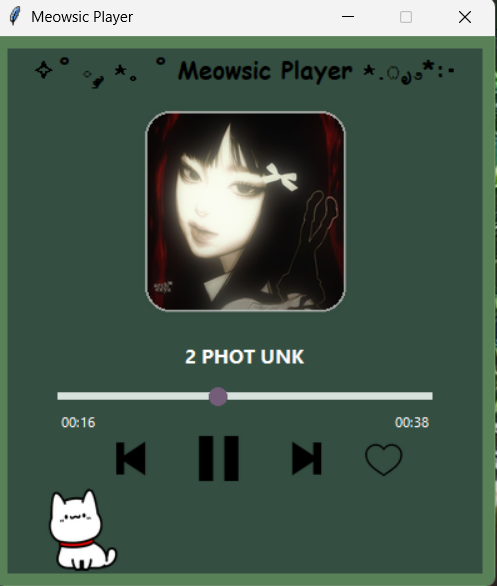 Meowsic Player
✧˚ ༘ ⋆。˚ Meowsic Player ⋆.ೃ࿔*:･
2 PHOT UNK
00:16 00:38